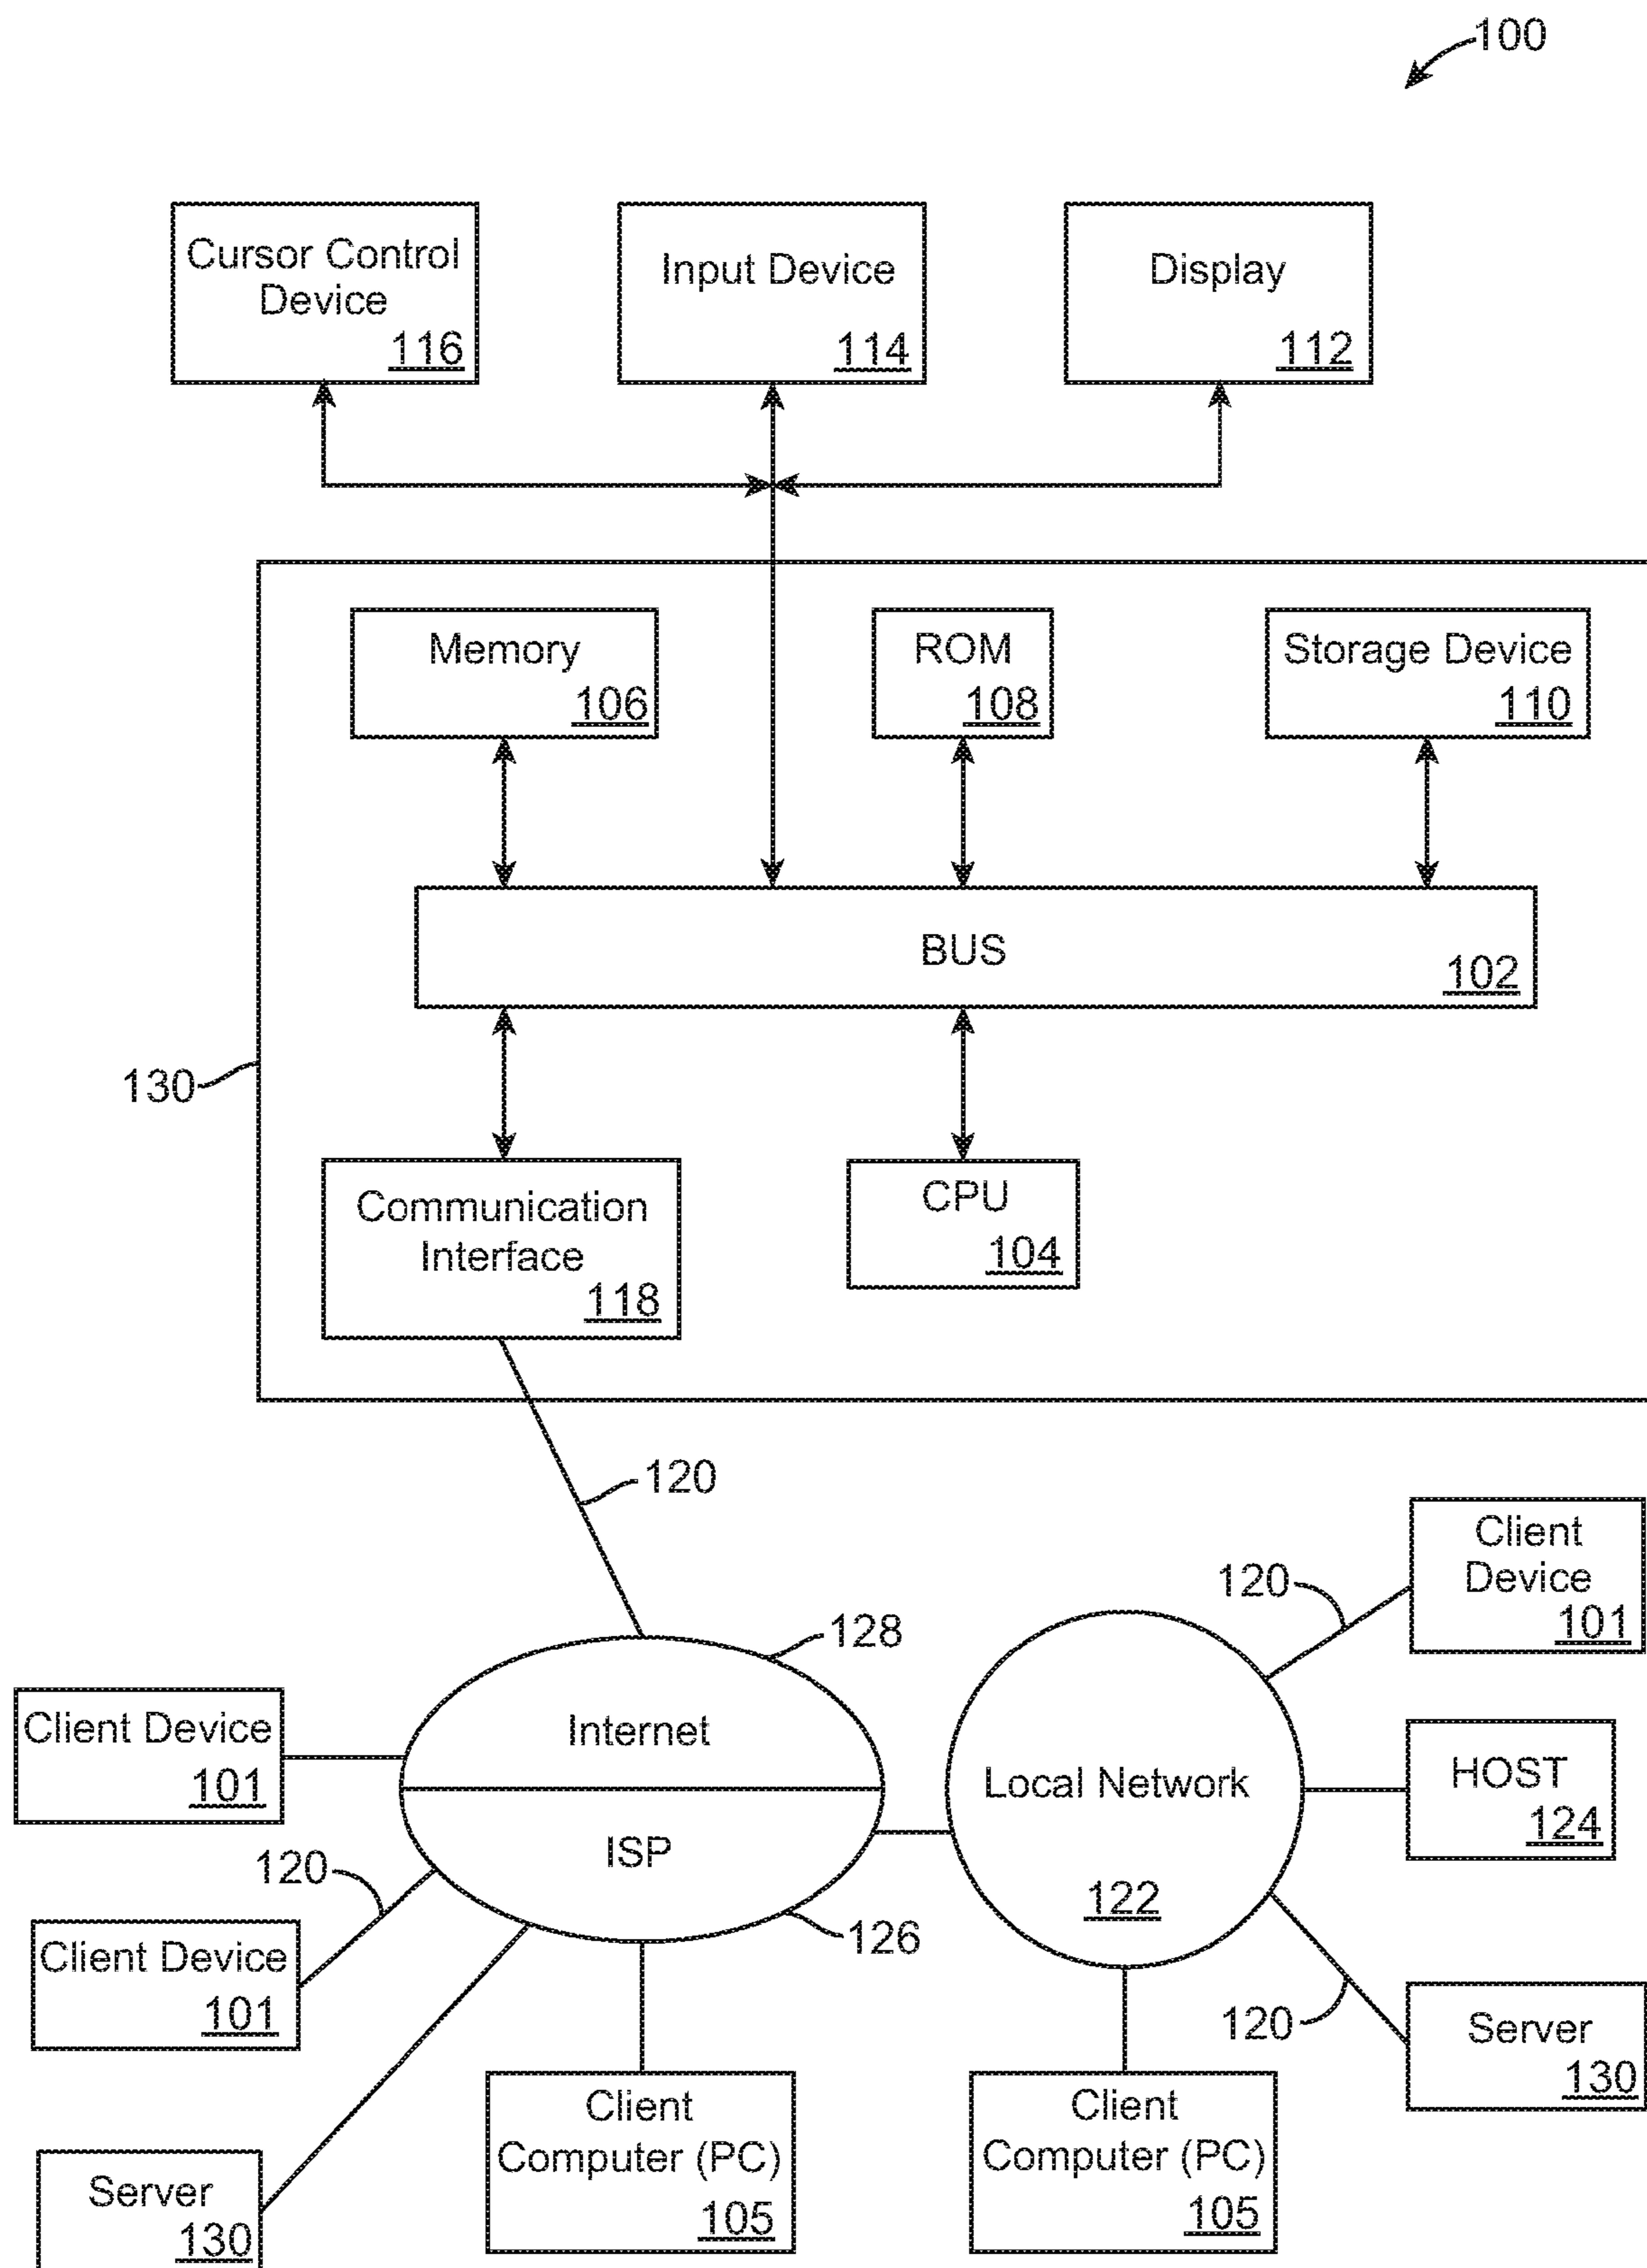 100
Cursor Control
Device
116
Input Device
114
Display
112
Memory
106
ROM
108
Storage Device
110
BUS
102
130
Communication
Interface
118
CPU
104
120
Client
Device
101
120
128
Internet
Client Device
101
Local Network
122
HOST
124
ISP
126
120
Client Device
101
120
Server
130
Client
Computer (PC)
105
Client
Computer (PC)
105
Server
130